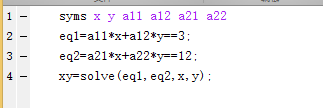 1 - syms x y a11 a12 a21 a22
2 - eq1=a11*x+a12*y==3;
3 - eq2=a21*x+a22*y==12;
4 - xy=solve(eq1,eq2,x,y);